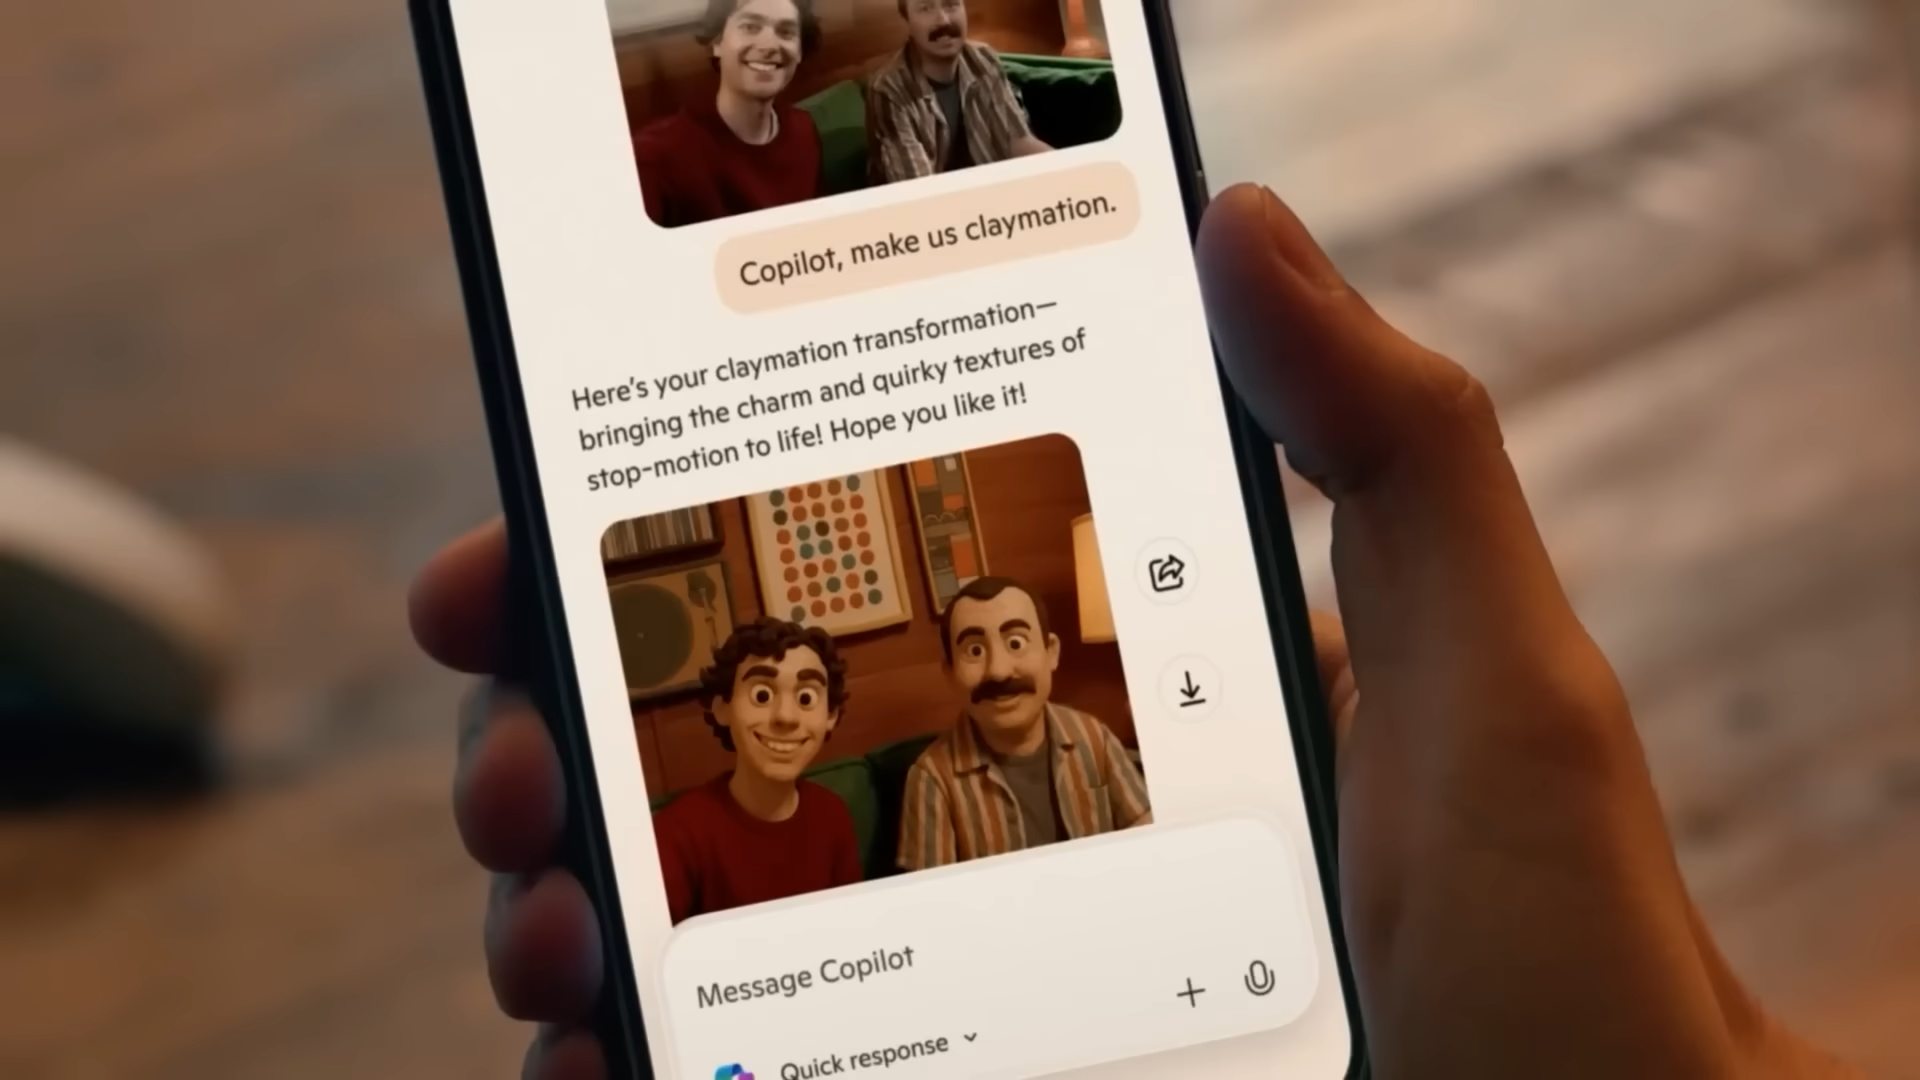 Copilot, make us claymation.
Here's your claymation transformation—
bringing the charm and quirky textures of
stop-motion to life! Hope you like it!
Message Copilot
Quick response